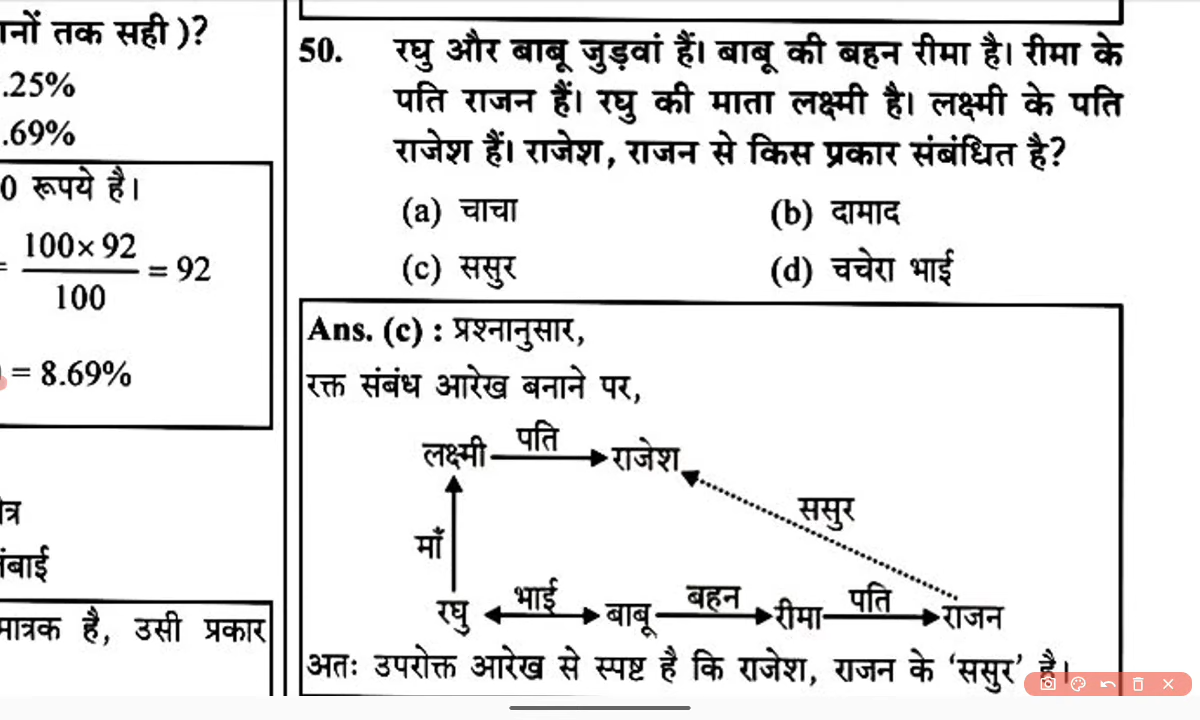 नों तक सही )?
.25%
.69%
0 रूपये है।
= 100× 92 / 100 = 92
= 8.69%
त्र
मात्रक है, उसी प्रकार
50. रघु और बाबू जुड़वां हैं। बाबू की बहन रीमा है। रीमा के
पति राजन हैं। रघु की माता लक्ष्मी है। लक्ष्मी के पति
राजेश हैं। राजेश, राजन से किस प्रकार संबंधित है?
(a) चाचा (b) दामाद
(c) ससुर (d) चचेरा भाई
Ans. (c) : प्रश्नानुसार,
रक्त संबंध आरेख बनाने पर,
लक्ष्मी पति राजेश
ससुर
माँ
रघु भाई बाबू बहन रीमा पति राजन
अतः उपरोक्त आरेख से स्पष्ट है कि राजेश, राजन के ‘ससुर’ है।